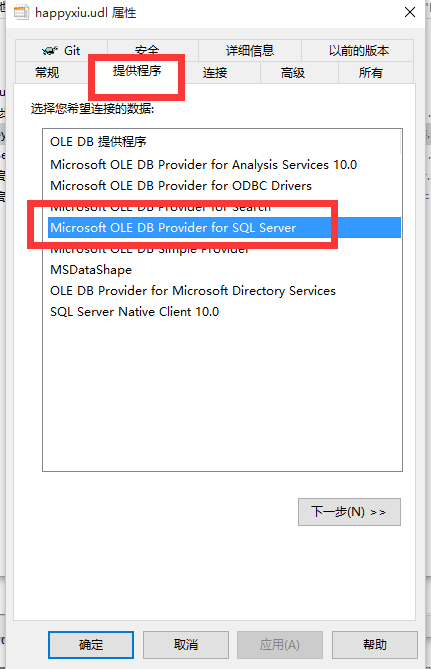 happyxiu.udl 属性
Git 安全 详细信息 以前的版本
常规 提供程序 连接 高级 所有
选择您希望连接的数据:
OLE DB 提供程序
Microsoft OLE DB Provider for Analysis Services 10.0
Microsoft OLE DB Provider for ODBC Drivers
Microsoft OLE DB Provider for Search
Microsoft OLE DB Provider for SQL Server
Microsoft OLE DB Simple Provider
MSDataShape
OLE DB Provider for Microsoft Directory Services
SQL Server Native Client 10.0
下一步(N) >>
确定 取消 应用(A) 帮助